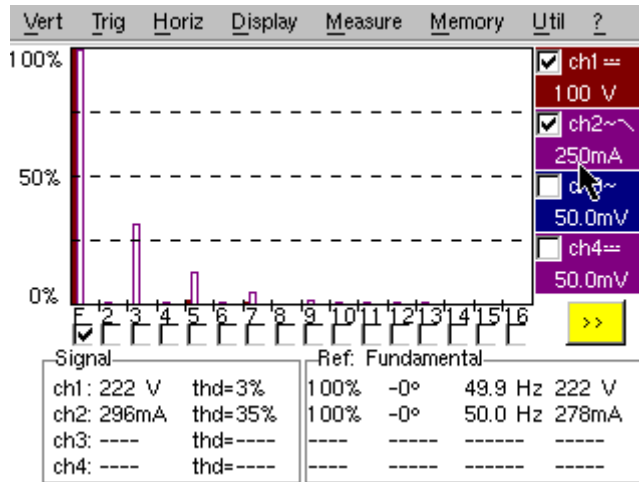 Vert Trig Horiz Display Measure Memory Util ?
100%
50%
0%
ch1
100 V
ch2~
250mA
50.0mV
ch4
50.0mV
F 2 3 4 5 6 7 8 9 10 11 12 13 14 15 16
>>
Signal
ch1: 222 V thd=3%
ch2: 296mA thd=35%
ch3: ---- thd=----
ch4: ---- thd=----
Ref: Fundamental
100% -0° 49.9 Hz 222 V
100% -0° 50.0 Hz 278mA
---- ---- ----- -----
---- ---- ----- -----